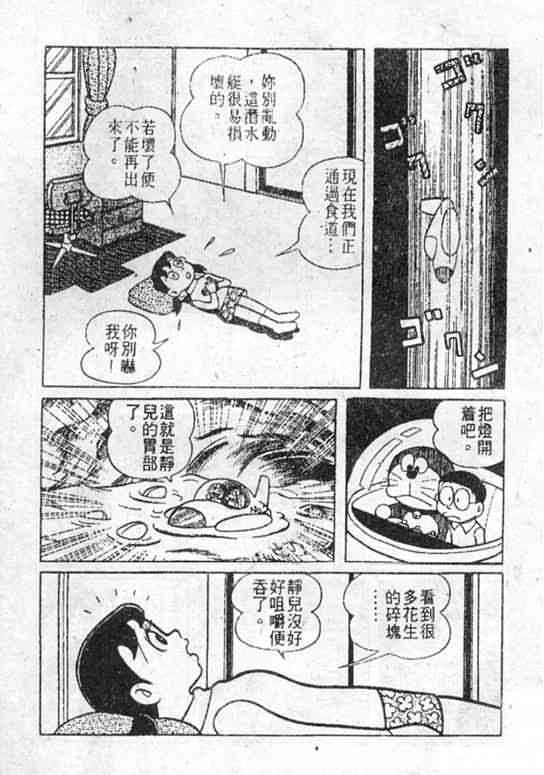 ゴクン
ゴクン
現在我們正
通過食道…
妳別亂動
，這潛水
艇很易損
壞的。
若壞了便
不能再出
來了。
你別嚇
我呀！
把燈開
着吧。
這就是靜
兒的胃部
了。
看到很
多花生
的碎塊
……
靜兒沒好
好咀嚼便
吞了。